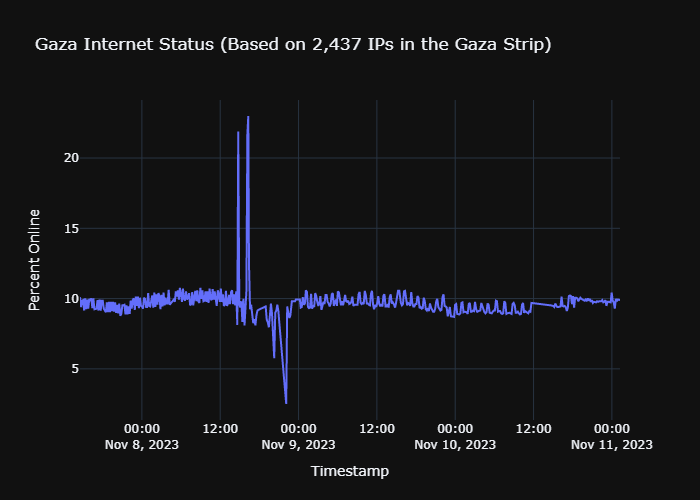 Gaza Internet Status (Based on 2,437 IPs in the Gaza Strip)
Percent Online
20
15
10
5
00:00 12:00 00:00 12:00 00:00 12:00 00:00
Nov 8, 2023 Nov 9, 2023 Nov 10, 2023 Nov 11, 2023
Timestamp